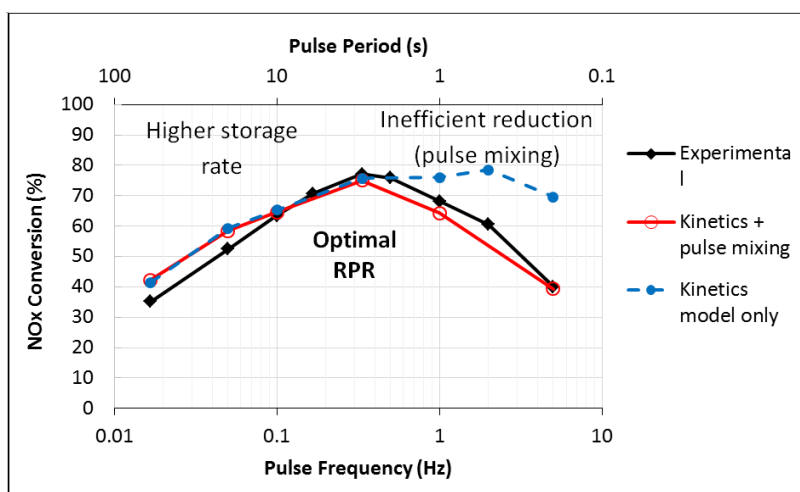 Pulse Period (s)
100 10 1 0.1
100
90
80
70
60
50
40
30
20
10
0
NOx Conversion (%)
Higher storage
rate
Inefficient reduction
(pulse mixing)
Optimal
RPR
Experimenta
l
Kinetics +
pulse mixing
Kinetics
model only
0.01 0.1 1 10
Pulse Frequency (Hz)